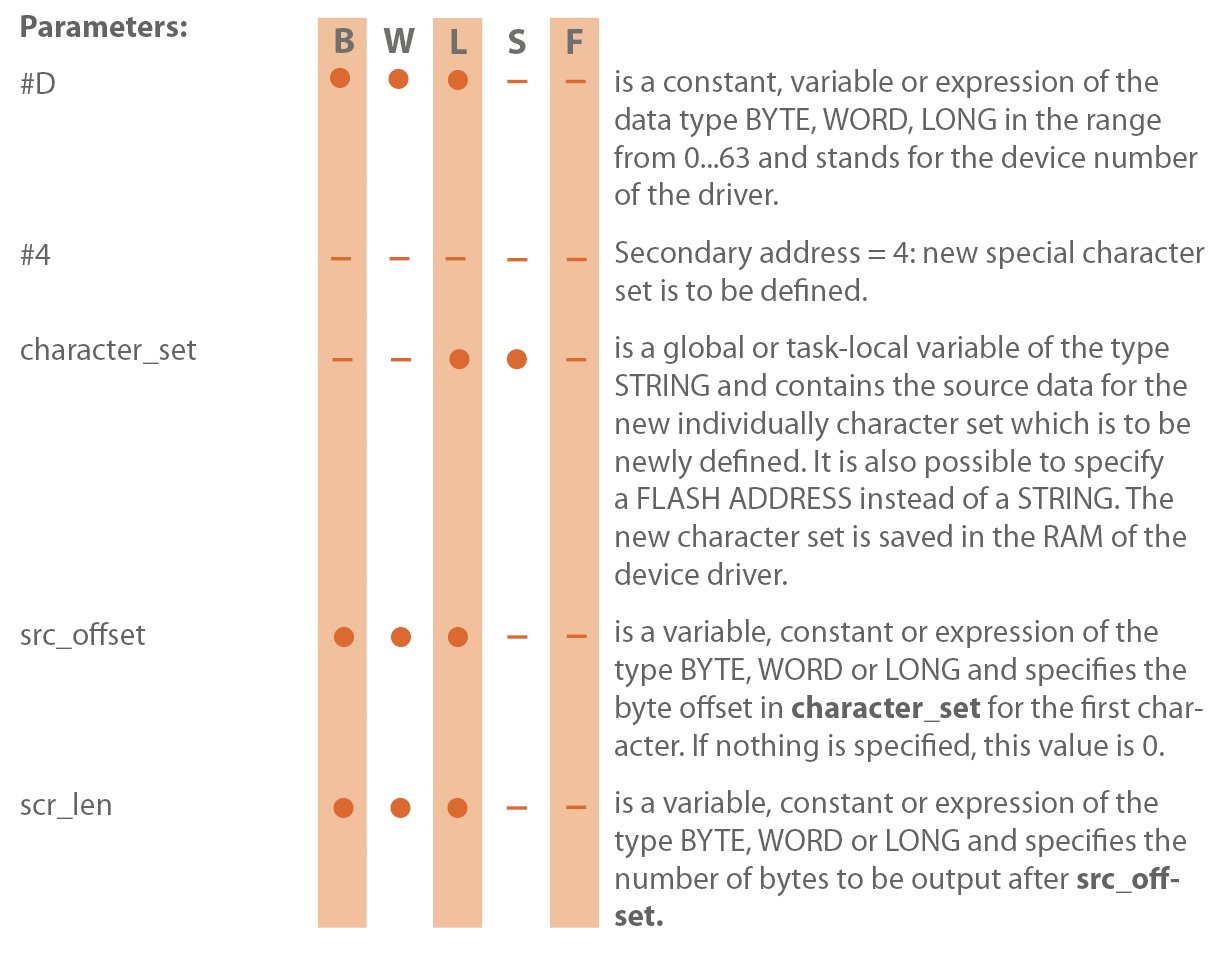 Parameters:
B W L S F
#D ● ● ● – – is a constant, variable or expression of the
data type BYTE, WORD, LONG in the range
from 0...63 and stands for the device number
of the driver.
#4 – – – – – Secondary address = 4: new special character
set is to be defined.
character_set – – ● ● – is a global or task-local variable of the type
STRING and contains the source data for the
new individually character set which is to be
newly defined. It is also possible to specify
a FLASH ADDRESS instead of a STRING. The
new character set is saved in the RAM of the
device driver.
src_offset ● ● ● – – is a variable, constant or expression of the
type BYTE, WORD or LONG and specifies the
byte offset in character_set for the first char-
acter. If nothing is specified, this value is 0.
scr_len ● ● ● – – is a variable, constant or expression of the
type BYTE, WORD or LONG and specifies the
number of bytes to be output after src_off-
set.